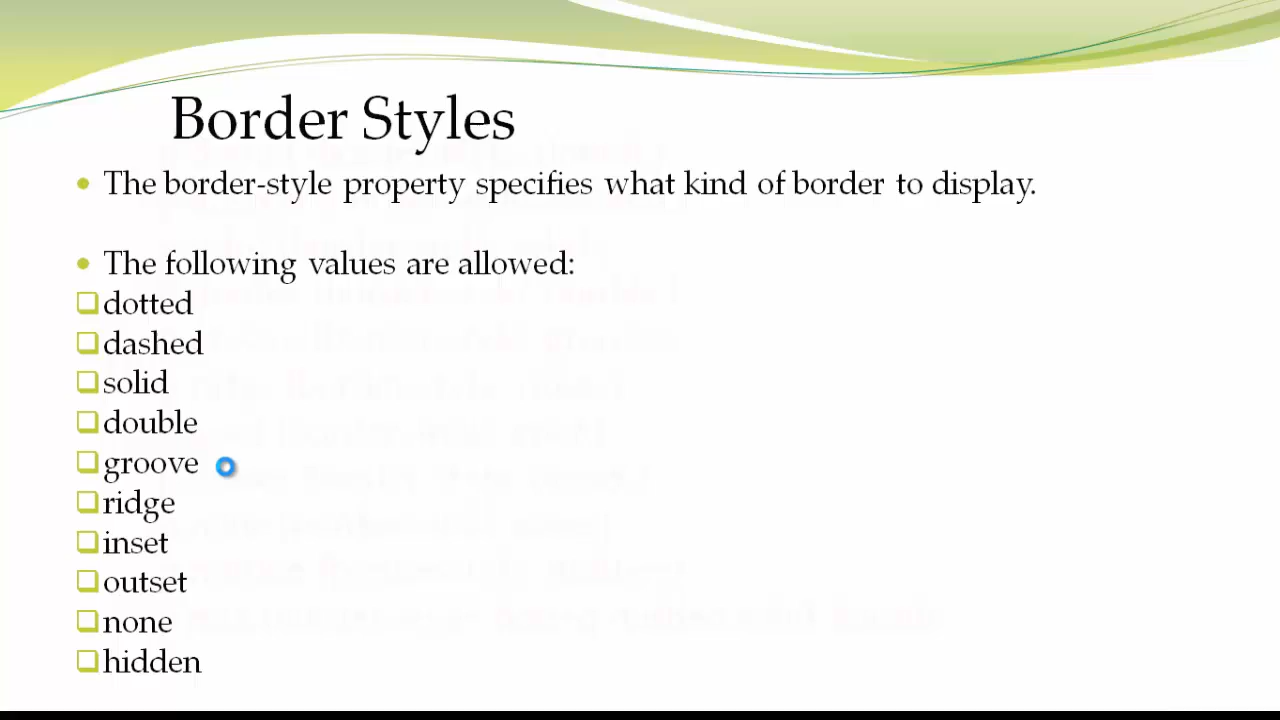 Border Styles
The border-style property specifies what kind of border to display.
The following values are allowed:
dotted
dashed
solid
double
groove
ridge
inset
outset
none
hidden